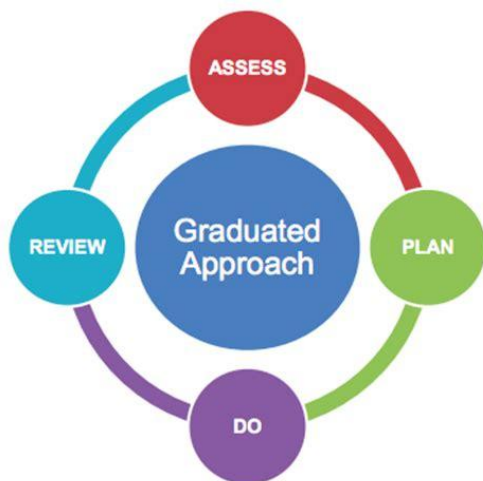 ASSESS
REVIEW
Graduated
Approach
PLAN
DO